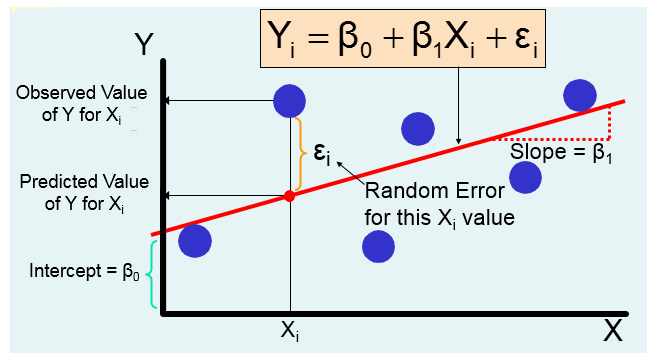 Yᵢ = β₀ + β₁Xᵢ + εᵢ
Y
Observed Value
of Y for Xᵢ
εᵢ
Slope = β₁
Predicted Value
of Y for Xᵢ
Random Error
for this Xᵢ value
Intercept = β₀
Xᵢ
X